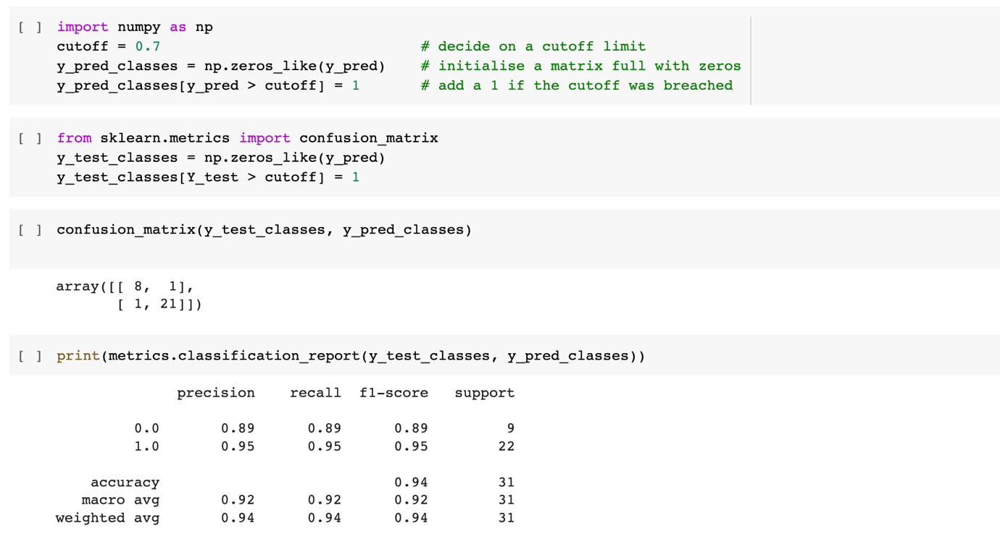 [ ] import numpy as np
cutoff = 0.7 # decide on a cutoff limit
y_pred_classes = np.zeros_like(y_pred) # initialise a matrix full with zeros
y_pred_classes[y_pred > cutoff] = 1 # add a 1 if the cutoff was breached
[ ] from sklearn.metrics import confusion_matrix
y_test_classes = np.zeros_like(y_pred)
y_test_classes[Y_test > cutoff] = 1
[ ] confusion_matrix(y_test_classes, y_pred_classes)
array([[ 8, 1],
[ 1, 21]])
[ ] print(metrics.classification_report(y_test_classes, y_pred_classes))
precision recall f1-score support
0.0 0.89 0.89 0.89 9
1.0 0.95 0.95 0.95 22
accuracy 0.94 31
macro avg 0.92 0.92 0.92 31
weighted avg 0.94 0.94 0.94 31